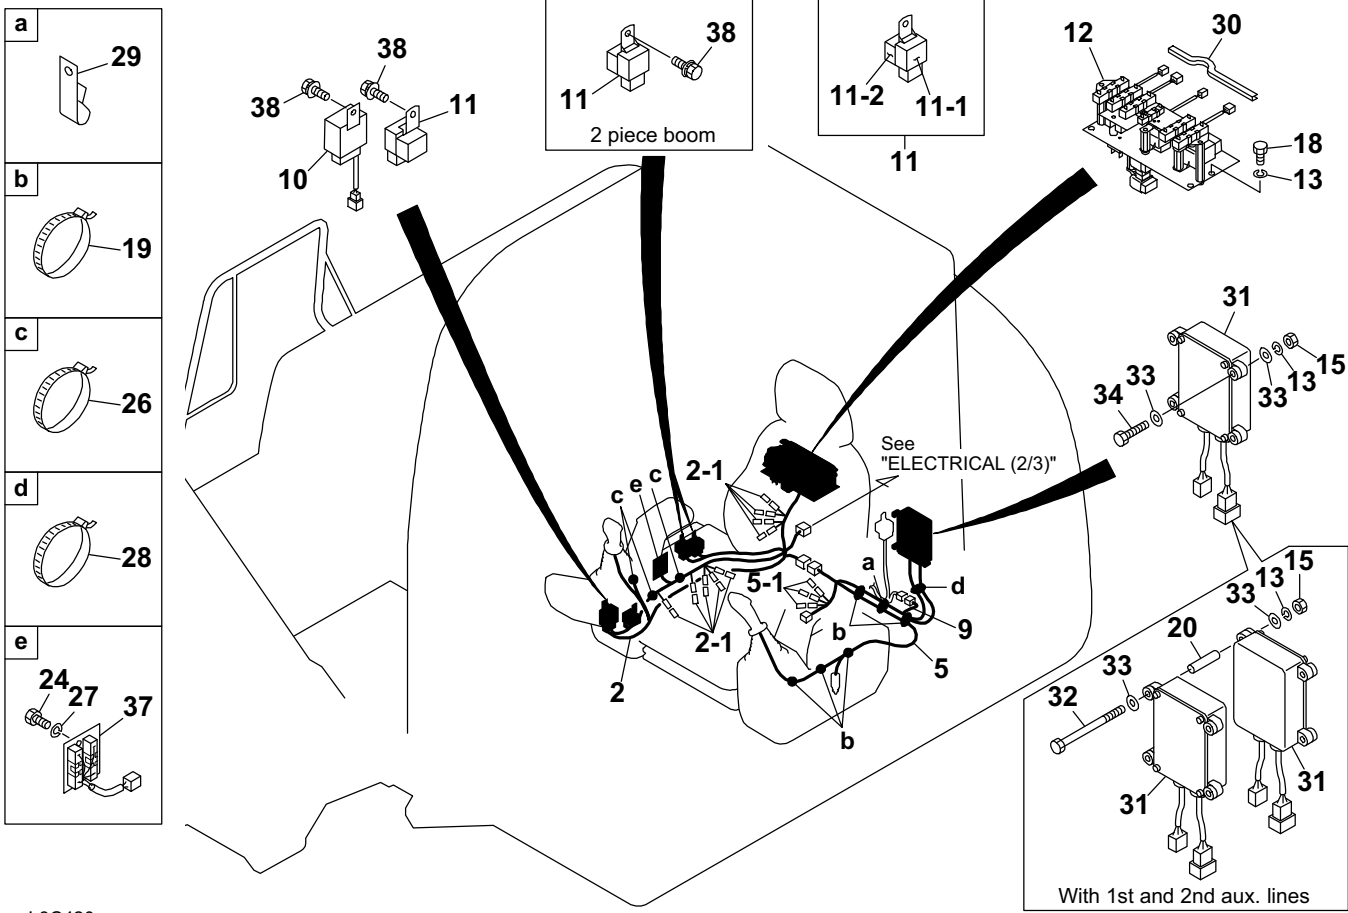 a
29
b
19
c
26
d
28
e
24
27
37
38
38
11
10
38
11
2 piece boom
11-2
11-1
11
12
30
18
13
31
15
13
33
33
34
See
"ELECTRICAL (2/3)"
2-1
c
e
c
5-1
a
d
b
9
2-1
5
2
b
15
13
33
20
33
32
31
31
With 1st and 2nd aux. lines